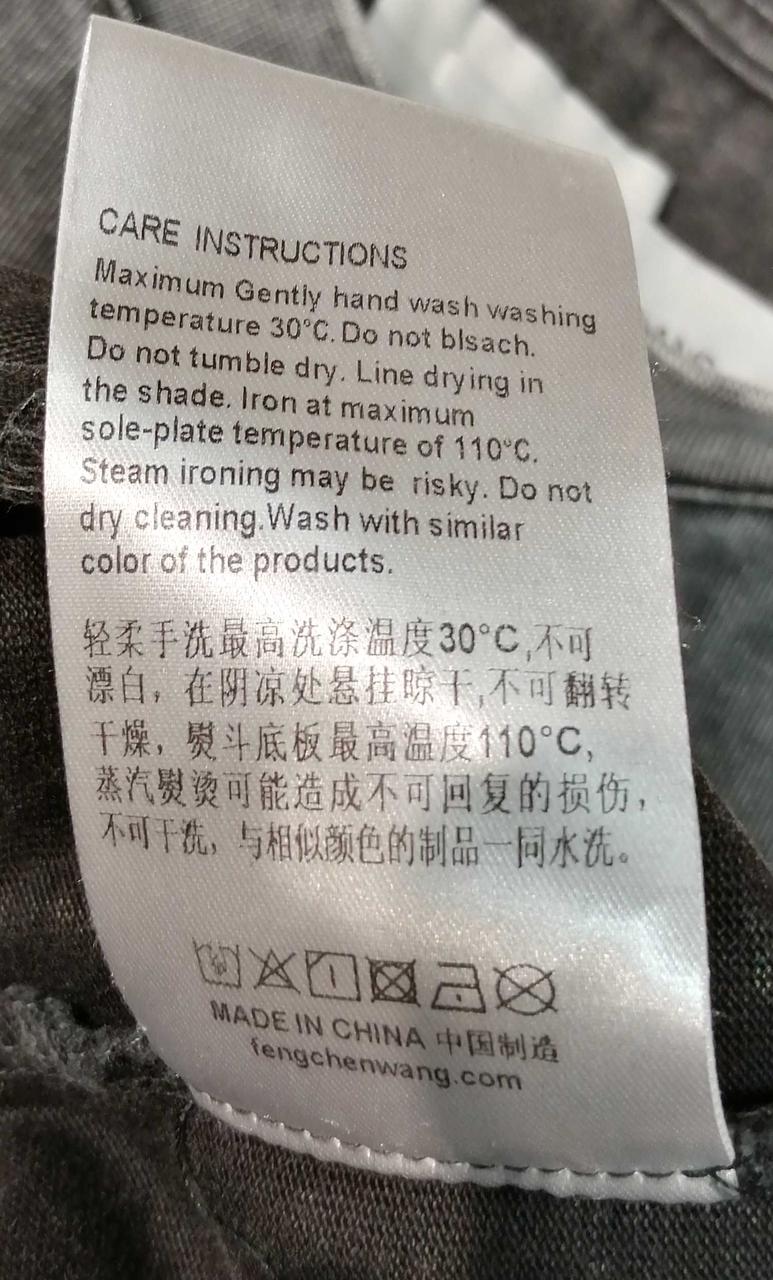 CARE INSTRUCTIONS
Maximum Gently hand wash washing
temperature 30°C. Do not blsach.
Do not tumble dry. Line drying in
the shade. Iron at maximum
sole-plate temperature of 110°C.
Steam ironing may be risky. Do not
dry cleaning.Wash with similar
color of the products.
轻柔手洗最高洗涤温度30°C,不可
漂白，在阴凉处悬挂晾干,不可翻转
干燥，熨斗底板最高温度110°C,
蒸汽熨烫可能造成不可回复的损伤，
不可干洗，与相似颜色的制品一同水洗。
MADE IN CHINA 中国制造
fengchenwang.com